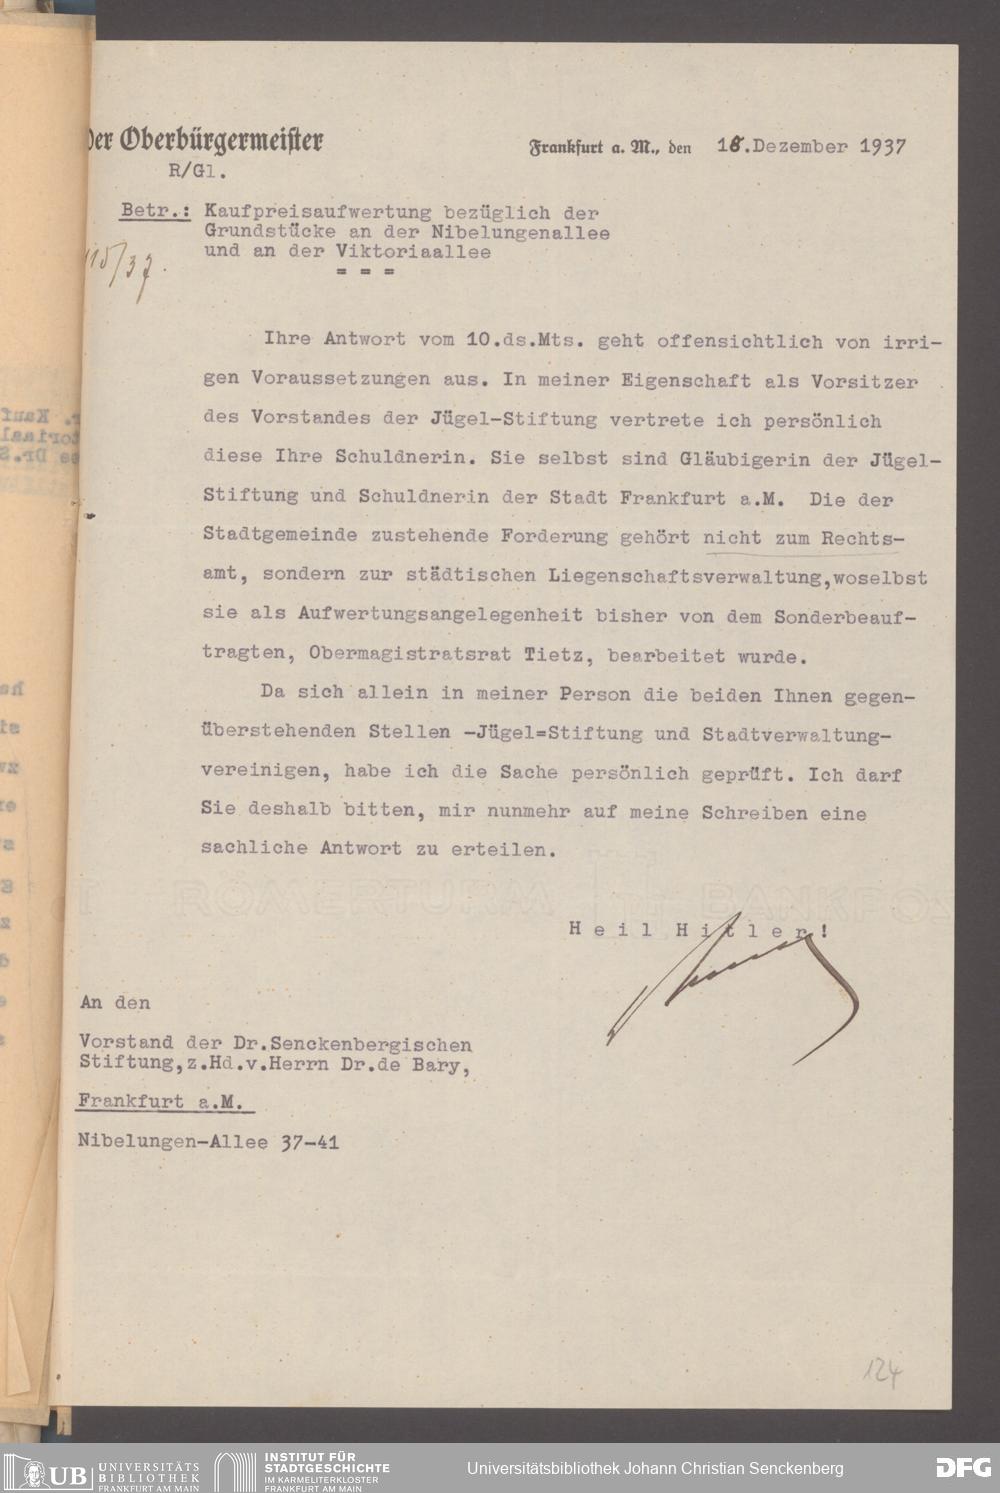 Der Oberbürgermeister
Frankfurt a. M., den 18.Dezember 1937
R/Gl.
Betr.: Kaufpreisaufwertung bezüglich der
Grundstücke an der Nibelungenallee
und an der Viktoriaallee
= = =
115/37.
Ihre Antwort vom 10.ds.Mts. geht offensichtlich von irri-
gen Voraussetzungen aus. In meiner Eigenschaft als Vorsitzer
des Vorstandes der Jügel-Stiftung vertrete ich persönlich
diese Ihre Schuldnerin. Sie selbst sind Gläubigerin der Jügel-
Stiftung und Schuldnerin der Stadt Frankfurt a.M. Die der
Stadtgemeinde zustehende Forderung gehört nicht zum Rechts-
amt, sondern zur städtischen Liegenschaftsverwaltung,woselbst
sie als Aufwertungsangelegenheit bisher von dem Sonderbeauf-
tragten, Obermagistratsrat Tietz, bearbeitet wurde.
Da sich allein in meiner Person die beiden Ihnen gegen-
überstehenden Stellen -Jügel=Stiftung und Stadtverwaltung-
vereinigen, habe ich die Sache persönlich geprüft. Ich darf
Sie deshalb bitten, mir nunmehr auf meine Schreiben eine
sachliche Antwort zu erteilen.
RÖMERTURM BANKPOST
Heil Hitler!
An den
Vorstand der Dr.Senckenbergischen
Stiftung,z.Hd.v.Herrn Dr.de Bary,
Frankfurt a.M.
Nibelungen-Allee 37-41
124
UB UNIVERSITÄTS
BIBLIOTHEK
FRANKFURT AM MAIN
INSTITUT FÜR
STADTGESCHICHTE
IM KARMELITERKLOSTER
FRANKFURT AM MAIN
Universitätsbibliothek Johann Christian Senckenberg
DFG